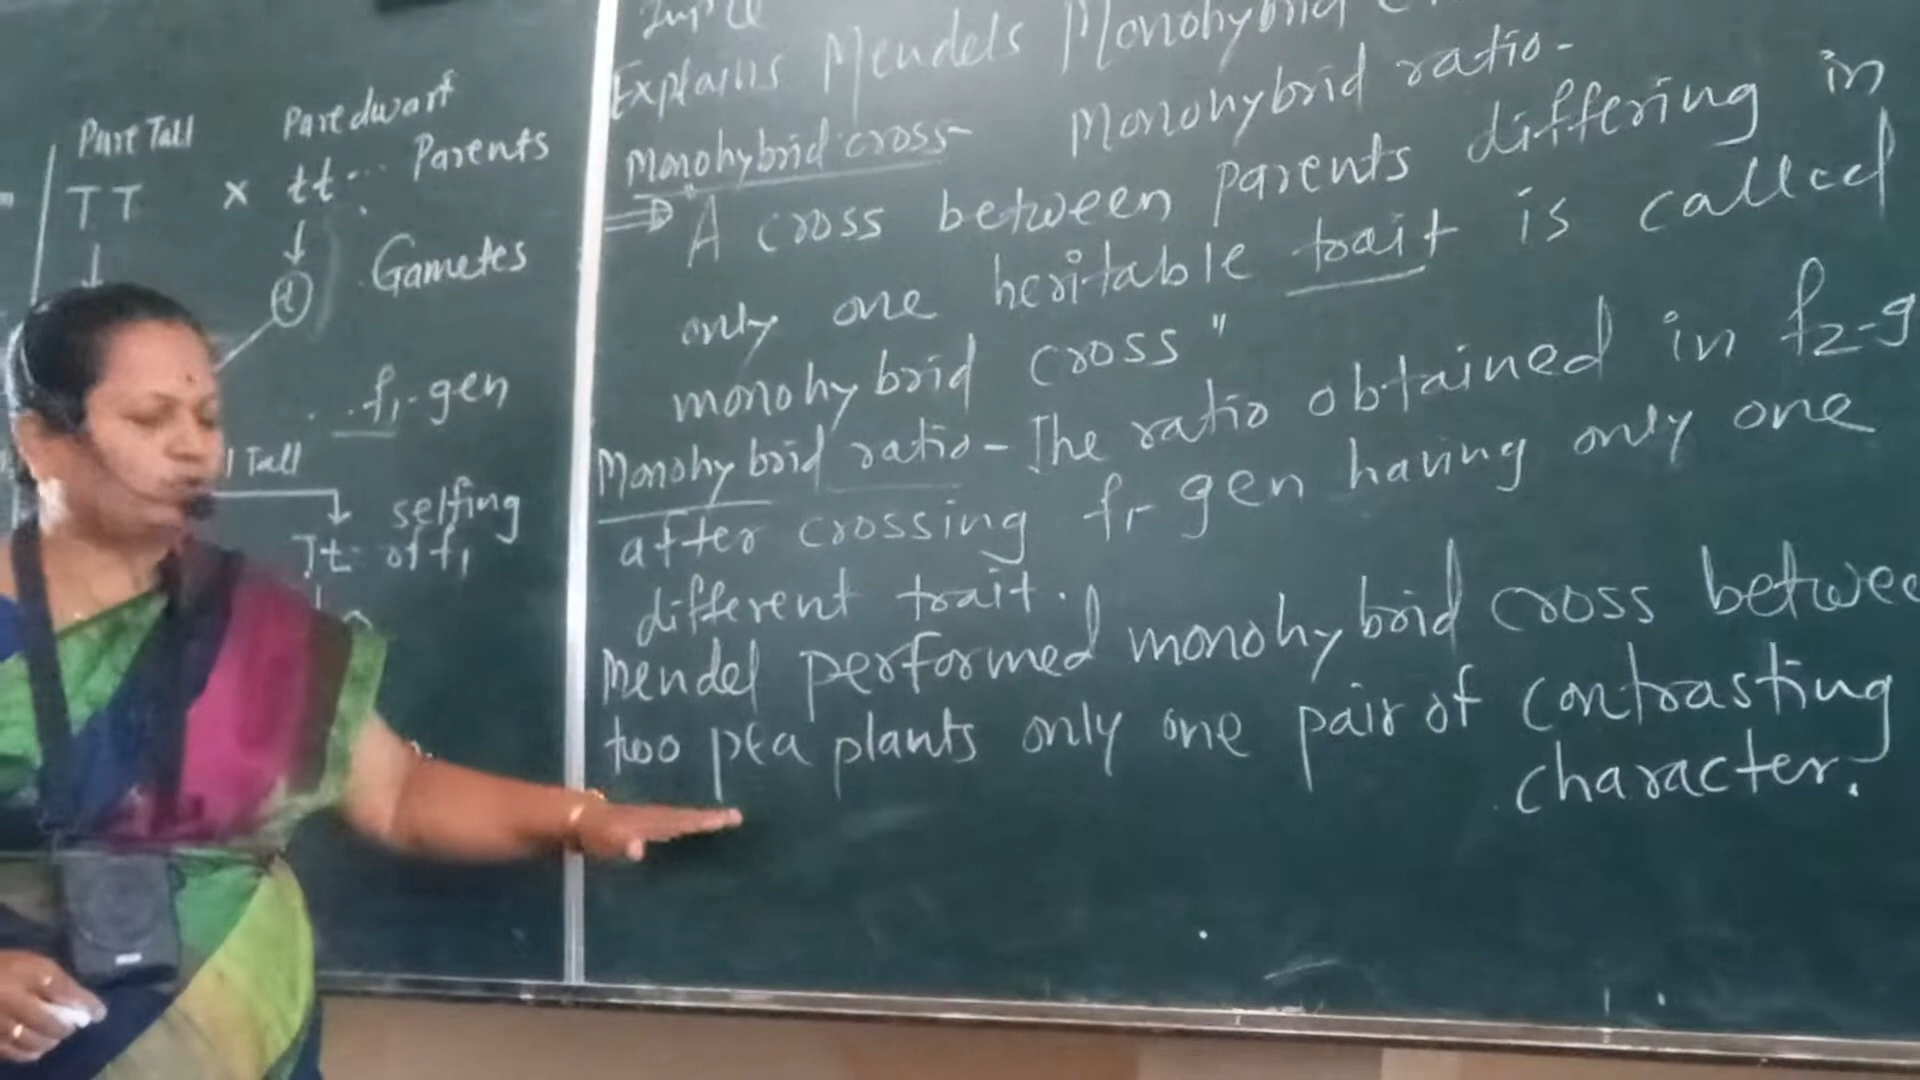 Pure Tall Pure dwarf
TT x tt Parents
t Gametes
f1-gen
Tall
selfing
Tt of f1
Explains Mendels Monohybrid
Monohybrid cross- Monohybrid ratio-
A cross between parents differing in
only one heritable trait is called
monohybrid cross"
Monohybrid ratio- The ratio obtained in f2-g
after crossing f1- gen having only one
different trait.
Mendel performed monohybrid cross betwee
two pea plants only one pair of contrasting
character.